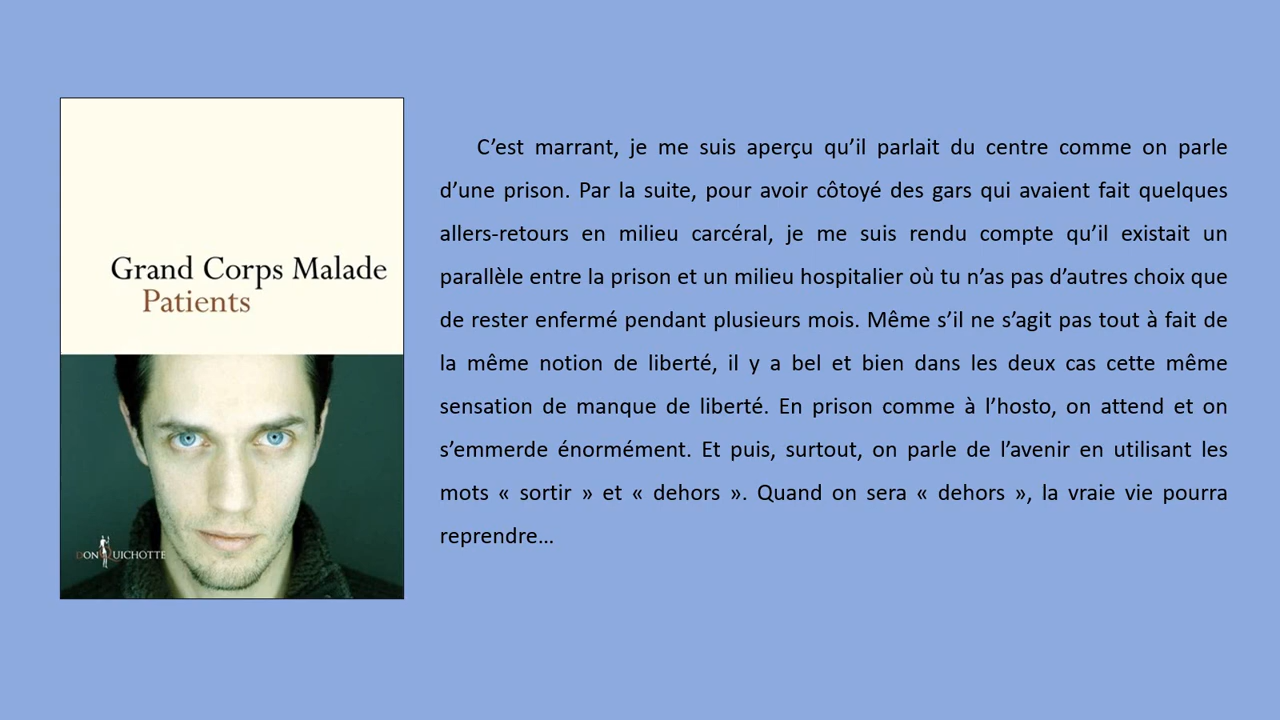 Grand Corps Malade
Patients
DON QUICHOTTE
C’est marrant, je me suis aperçu qu’il parlait du centre comme on parle
d’une prison. Par la suite, pour avoir côtoyé des gars qui avaient fait quelques
allers-retours en milieu carcéral, je me suis rendu compte qu’il existait un
parallèle entre la prison et un milieu hospitalier où tu n’as pas d’autres choix que
de rester enfermé pendant plusieurs mois. Même s’il ne s’agit pas tout à fait de
la même notion de liberté, il y a bel et bien dans les deux cas cette même
sensation de manque de liberté. En prison comme à l’hosto, on attend et on
s’emmerde énormément. Et puis, surtout, on parle de l’avenir en utilisant les
mots « sortir » et « dehors ». Quand on sera « dehors », la vraie vie pourra
reprendre…